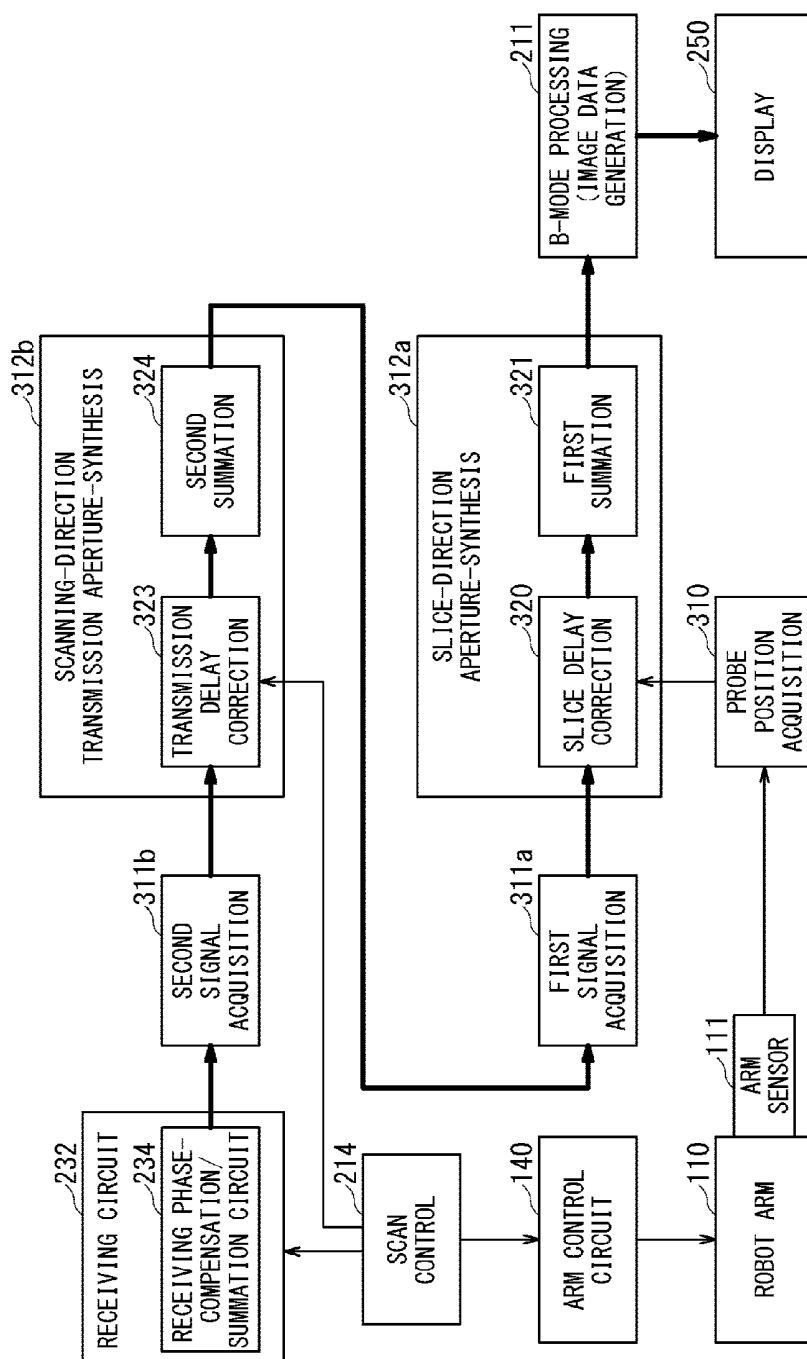 RECEIVING CIRCUIT
232
234
RECEIVING PHASE-
COMPENSATION/
SUMMATION CIRCUIT
311b
SECOND
SIGNAL
ACQUISITION
312b
SCANNING-DIRECTION
TRANSMISSION APERTURE-SYNTHESIS
323
TRANSMISSION
DELAY
CORRECTION
324
SECOND
SUMMATION
214
SCAN
CONTROL
140
ARM CONTROL
CIRCUIT
311a
FIRST
SIGNAL
ACQUISITION
312a
SLICE-DIRECTION
APERTURE-SYNTHESIS
320
SLICE DELAY
CORRECTION
321
FIRST
SUMMATION
211
B-MODE PROCESSING
(IMAGE DATA
GENERATION)
110
ROBOT ARM
111
ARM
SENSOR
310
PROBE
POSITION
ACQUISITION
250
DISPLAY